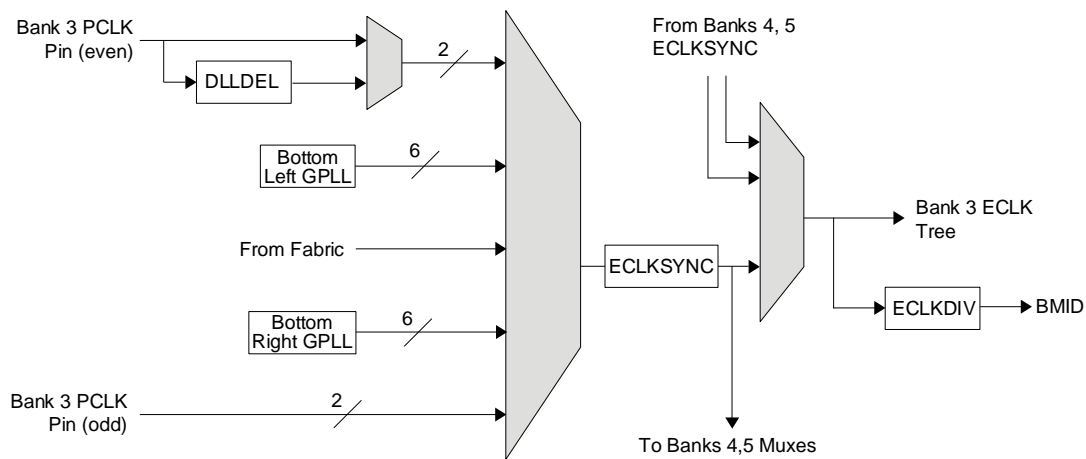 Bank 3 PCLK
Pin (even)
DLLDEL
2
From Banks 4, 5
ECLKSYNC
Bottom
Left GPLL
6
From Fabric
ECLKSYNC
Bank 3 ECLK
Tree
ECLKDIV
BMID
Bottom
Right GPLL
6
Bank 3 PCLK
Pin (odd)
2
To Banks 4,5 Muxes